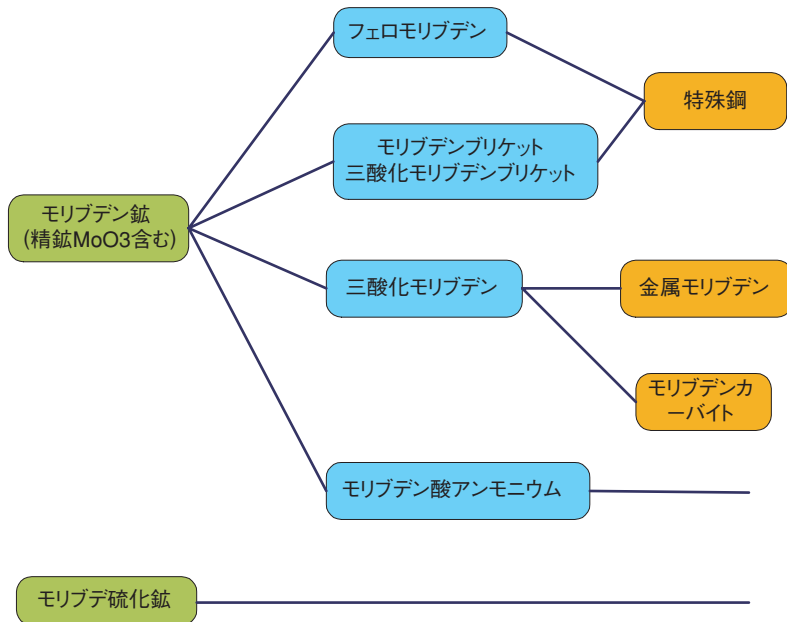 フェロモリブデン
特殊鋼
モリブデンブリケット
三酸化モリブデンブリケット
モリブデン鉱
(精鉱MoO3含む)
三酸化モリブデン
金属モリブデン
モリブデンカ
ーバイト
モリブデン酸アンモニウム
モリブデ硫化鉱